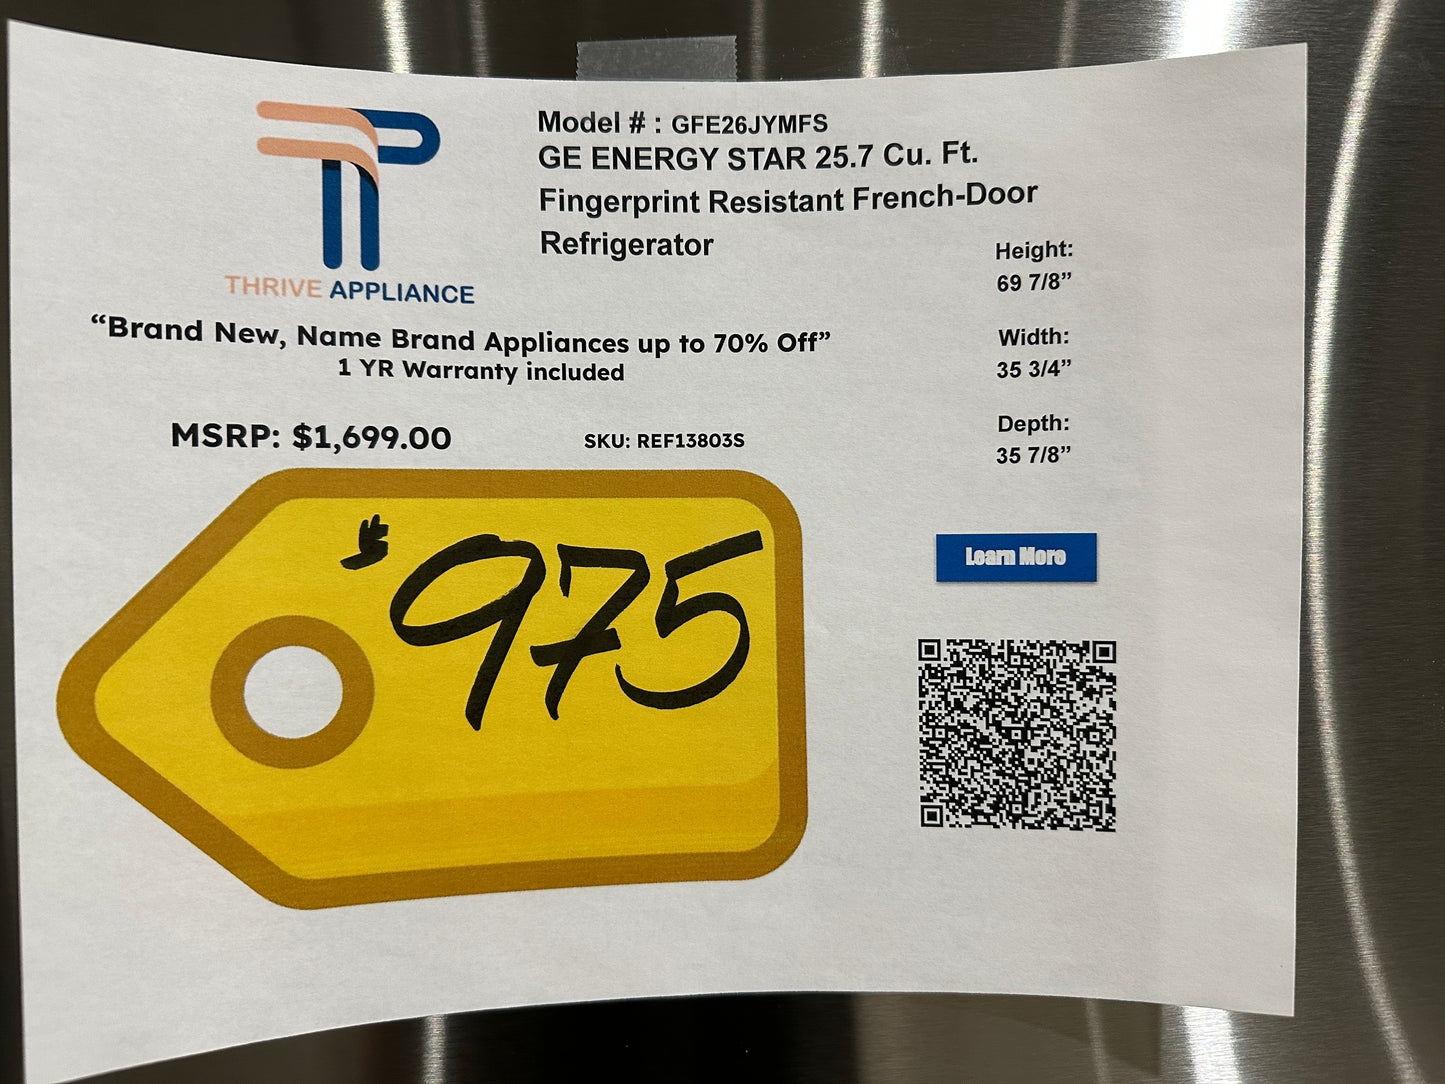 Model # : GFE26JYMFS
GE ENERGY STAR 25.7 Cu. Ft.
Fingerprint Resistant French-Door
Refrigerator
THRIVE APPLIANCE
“Brand New, Name Brand Appliances up to 70% Off”
1 YR Warranty included
MSRP: $1,699.00
SKU: REF13803S
Height:
69 7/8”
Width:
35 3/4”
Depth:
35 7/8”
$975
Learn More